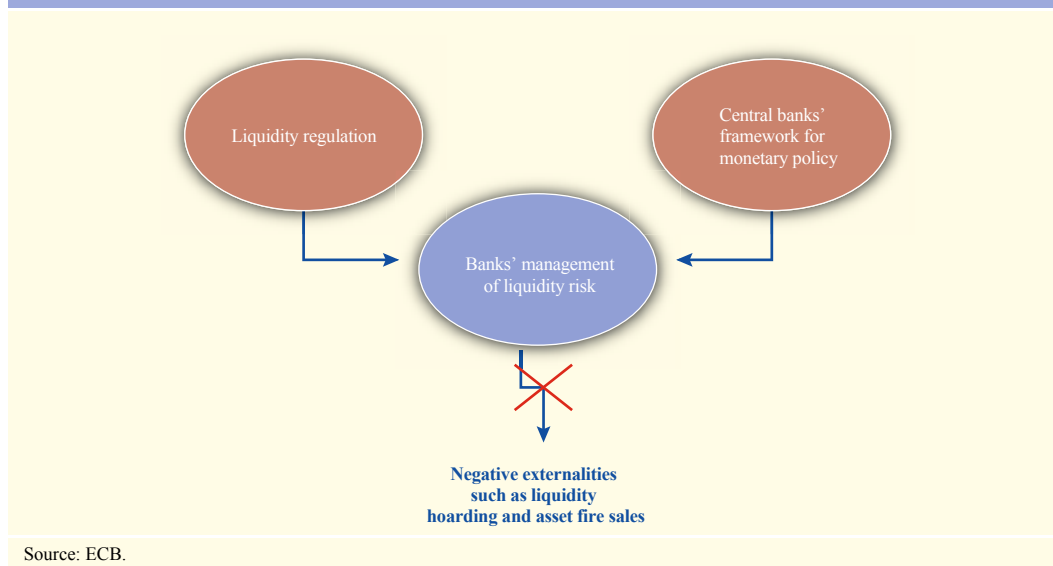 Liquidity regulation
Central banks’
framework for
monetary policy
Banks’ management
of liquidity risk
Negative externalities
such as liquidity
hoarding and asset fire sales
Source: ECB.